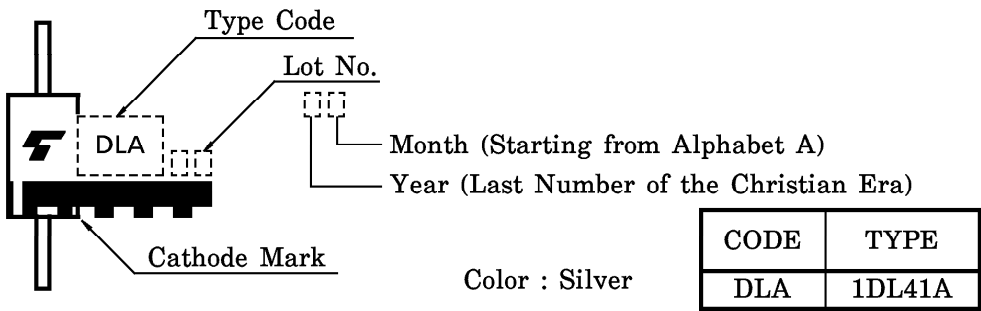 Type Code
Lot No.
DLA
Month (Starting from Alphabet A)
Year (Last Number of the Christian Era)
Cathode Mark
Color : Silver
CODE TYPE
DLA 1DL41A